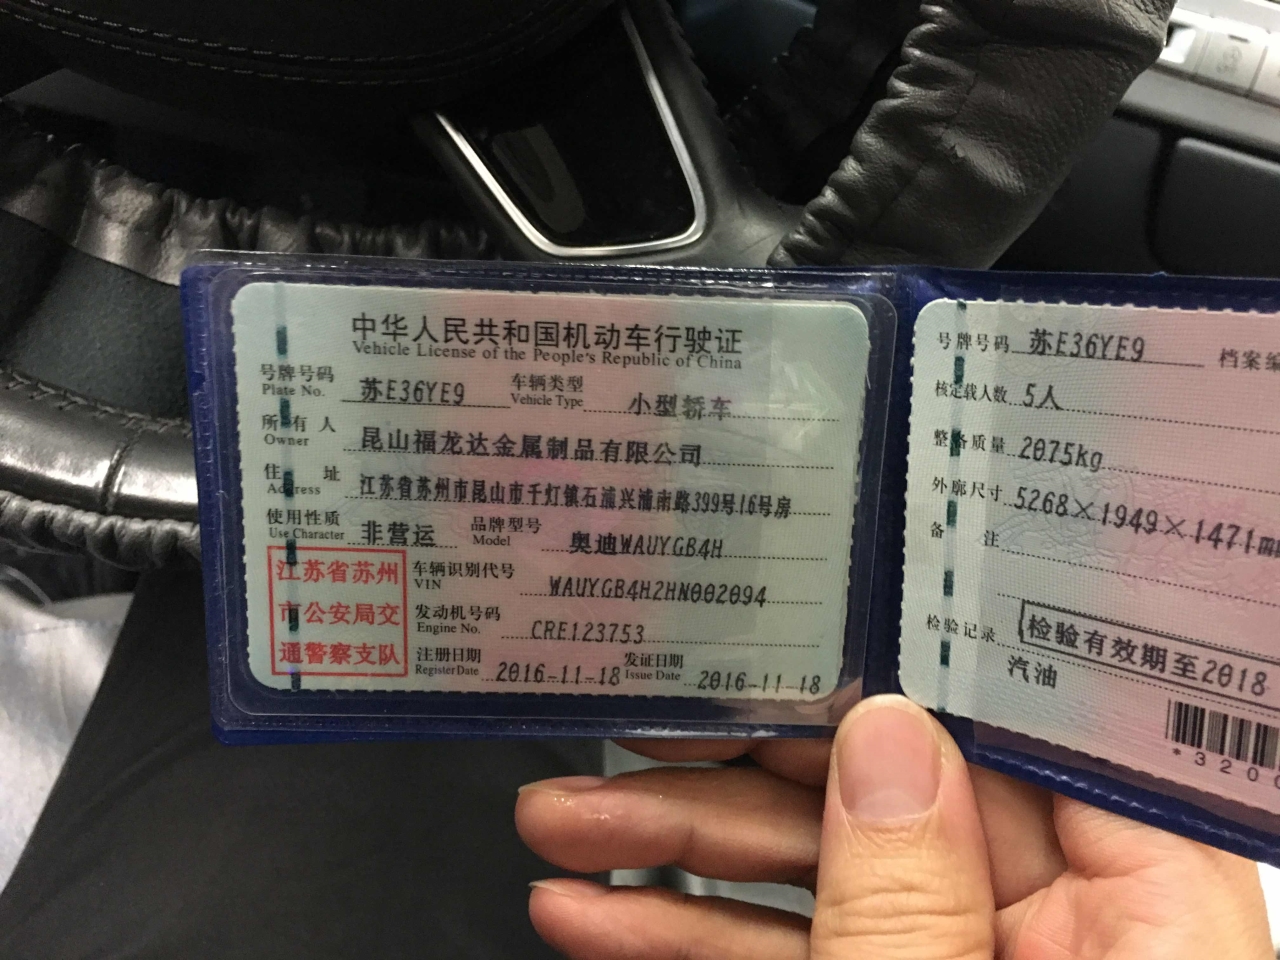 中华人民共和国机动车行驶证
Vehicle License of the People's Republic of China
号牌号码 苏E36YE9 车辆类型 小型轿车
Plate No. Vehicle Type
所有人 昆山福龙达金属制品有限公司
Owner
住址 江苏省苏州市昆山市千灯镇石浦兴浦南路399号16号房
Address
使用性质 非营运 品牌型号 奥迪WAUYGB4H
Use Character Model
江苏省苏州
市公安局交
通警察支队
车辆识别代号 WAUYGB4H2HN002094
VIN
发动机号码 CRE123753
Engine No.
注册日期 2016-11-18 发证日期 2016-11-18
Register Date Issue Date
号牌号码 苏E36YE9 档案编
核定载人数 5人
整备质量 2075kg
外廓尺寸 5268×1949×1471mm
备注
检验记录 检验有效期至2018
汽油
*320